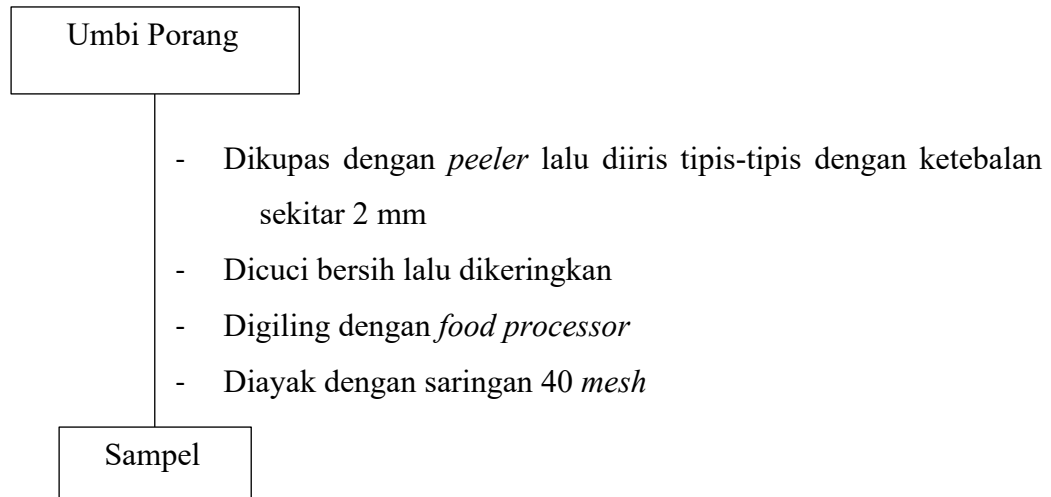 Umbi Porang
- Dikupas dengan peeler lalu diiris tipis-tipis dengan ketebalan
sekitar 2 mm
- Dicuci bersih lalu dikeringkan
- Digiling dengan food processor
- Diayak dengan saringan 40 mesh
Sampel